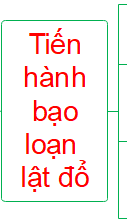 Tiến
hành
bạo
loạn
lật đổ